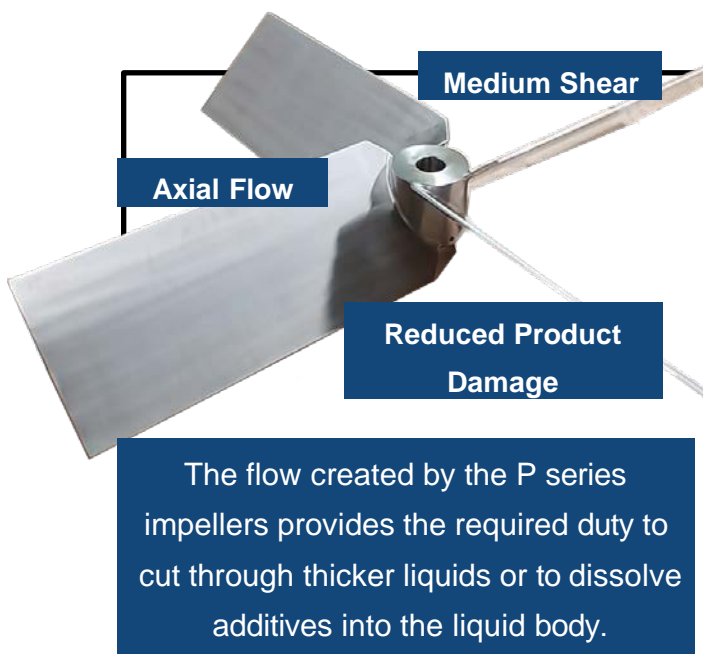 Medium Shear
Axial Flow
Reduced Product
Damage
The flow created by the P series
impellers provides the required duty to
cut through thicker liquids or to dissolve
additives into the liquid body.